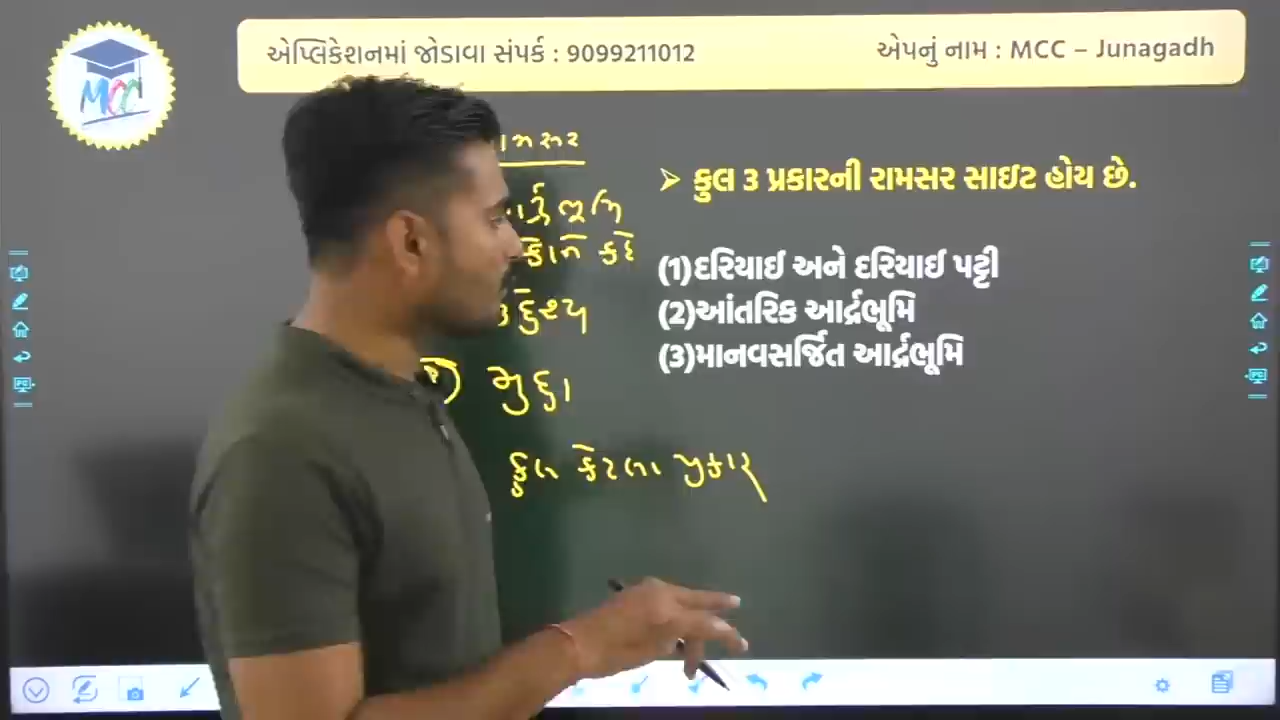 એપ્લિકેશનમાં જોડાવા સંપર્ક : 9099211012
એપનું નામ : MCC – Junagadh
MCC
➤ કુલ 3 પ્રકારની રામસર સાઇટ હોય છે.
(1)દરિયાઈ અને દરિયાઈ પટ્ટી
(2)આંતરિક આર્દ્રભૂમિ
(3)માનવસર્જિત આર્દ્રભૂમિ
કોને કહે
મુદ્દા
કુલ કેટલા પ્રકાર